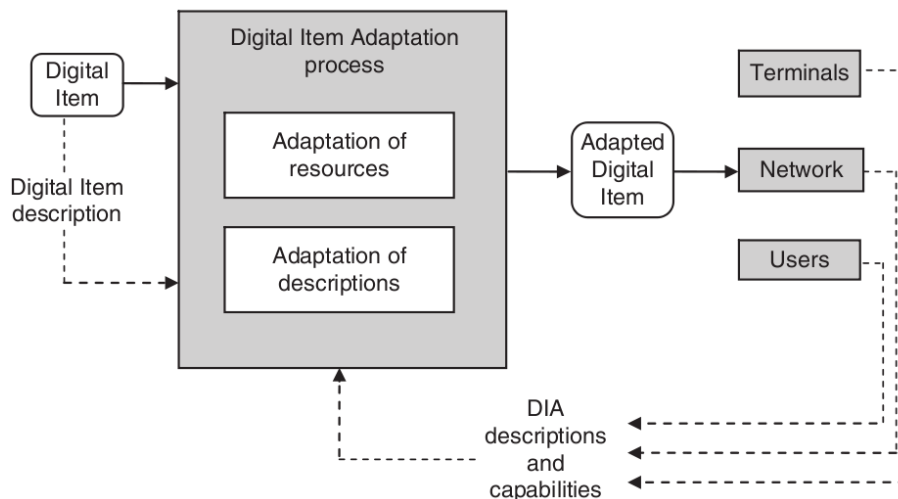 Digital Item Adaptation
process
Digital
Item
Adaptation of
resources
Digital Item
description
Adaptation of
descriptions
Adapted
Digital
Item
Terminals
Network
Users
DIA
descriptions
and
capabilities